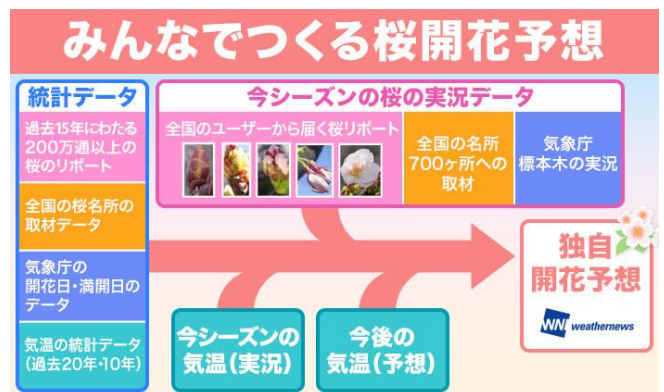 みんなでつくる桜開花予想
統計データ
過去15年にわたる
200万通以上の
桜のリポート
全国の桜名所の
取材データ
気象庁の
開花日・満開日の
データ
気温の統計データ
(過去20年・10年)
今シーズンの桜の実況データ
全国のユーザーから届く桜リポート
全国の名所
700ヶ所への
取材
気象庁
標本木の実況
今シーズンの
気温(実況)
今後の
気温(予想)
独自
開花予想
WNI weathernews